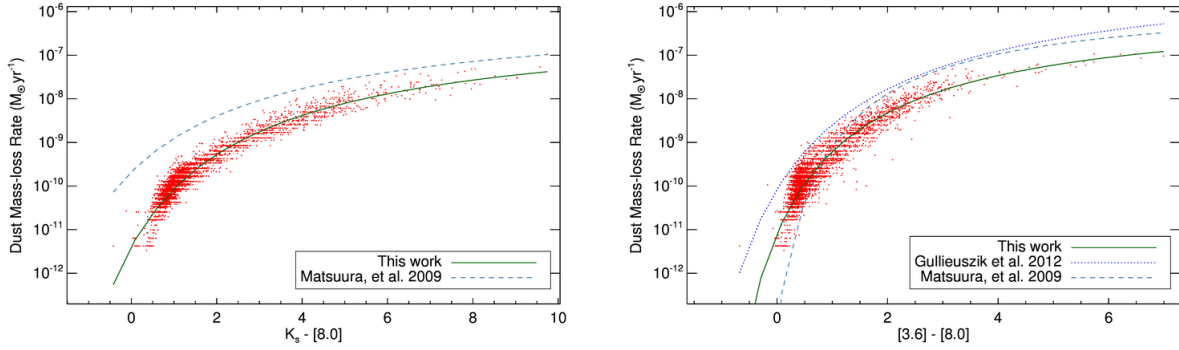 10⁻⁶
10⁻⁷
10⁻⁸
10⁻⁹
10⁻¹⁰
10⁻¹¹
10⁻¹²
Dust Mass-loss Rate (M⊙yr⁻¹)
This work
Matsuura, et al. 2009
0 2 4 6 8 10
Kₛ - [8.0]
10⁻⁶
10⁻⁷
10⁻⁸
10⁻⁹
10⁻¹⁰
10⁻¹¹
10⁻¹²
Dust Mass-loss Rate (M⊙yr⁻¹)
This work
Gullieuszik et al. 2012
Matsuura, et al. 2009
0 2 4 6
[3.6] - [8.0]